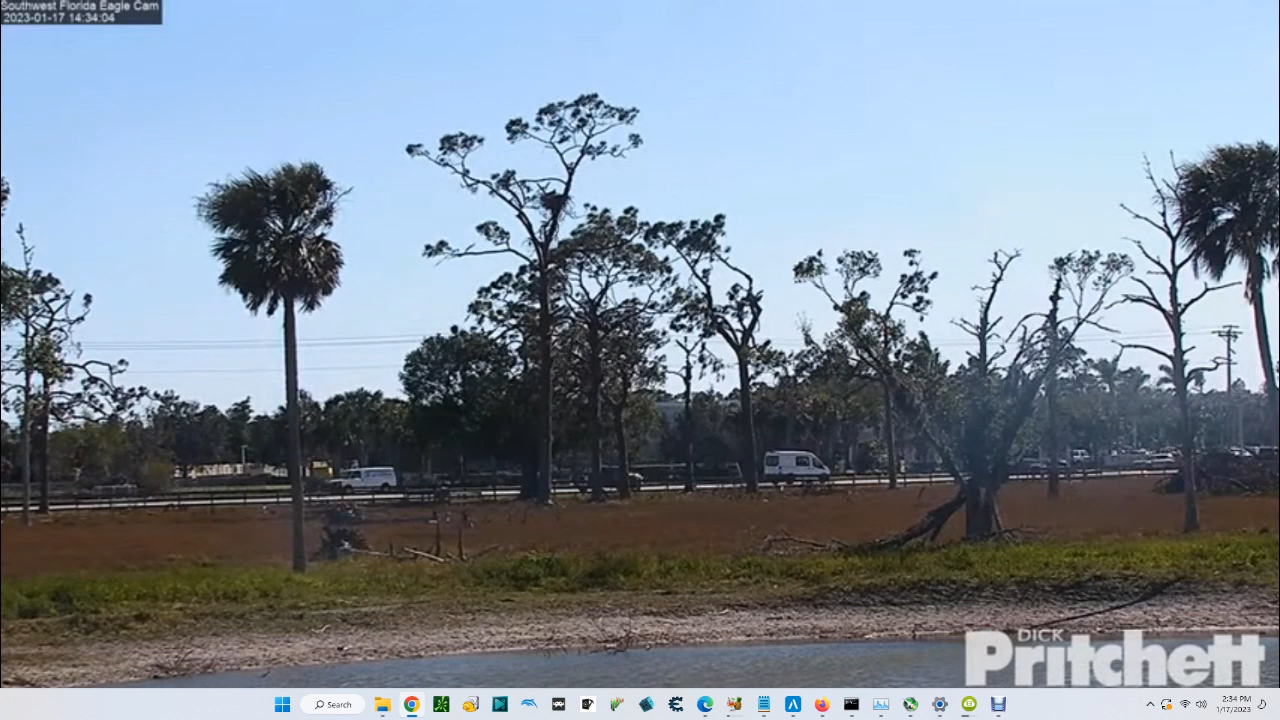 Southwest Florida Eagle Cam
2023-01-17 14:34:04
DICK
Pritchett
Search
2:34 PM
1/17/2023